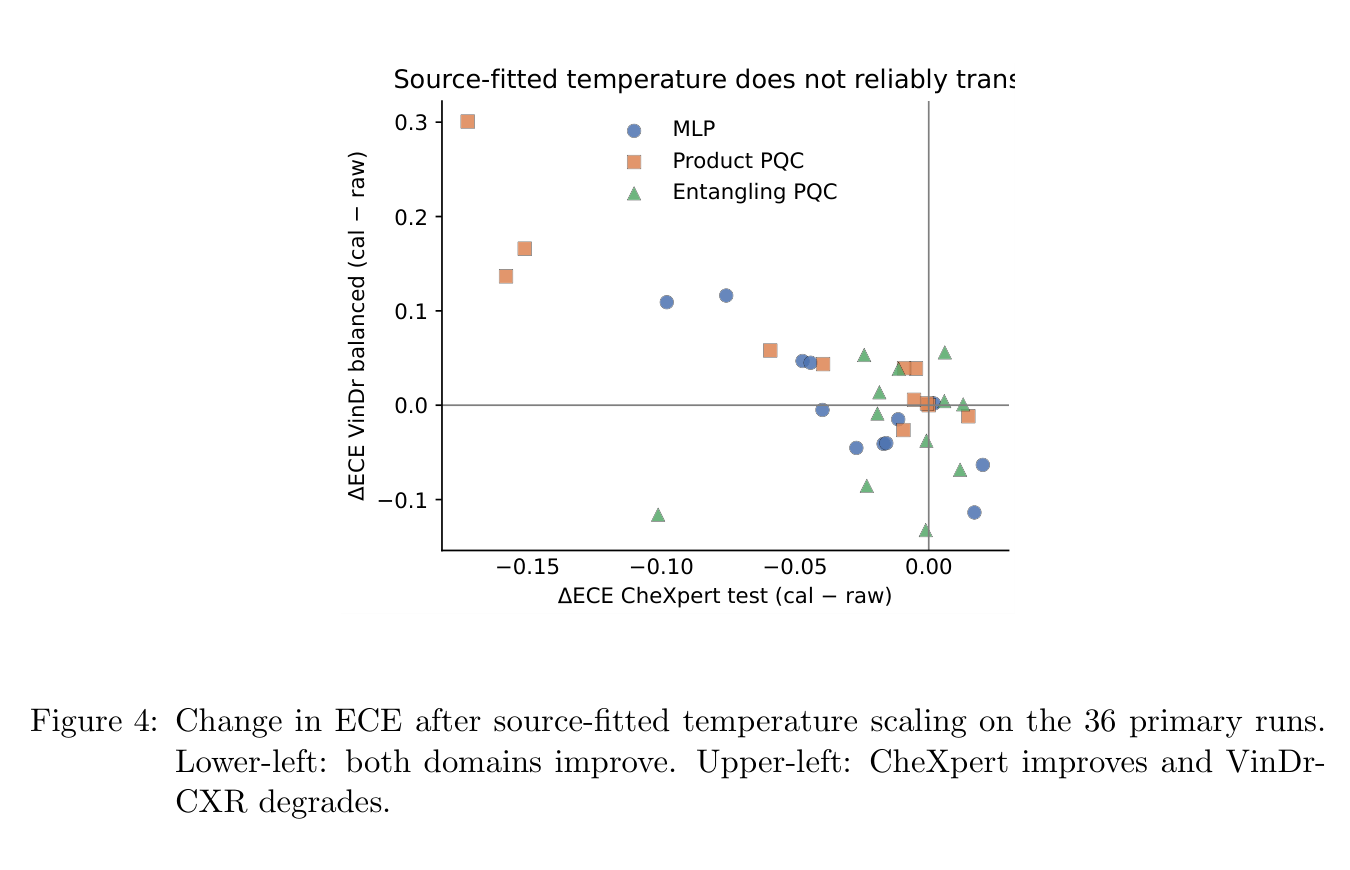 Source-fitted temperature does not reliably trans
0.3
0.2
0.1
0.0
−0.1
ΔECE VinDr balanced (cal − raw)
MLP
Product PQC
Entangling PQC
−0.15
−0.10
−0.05
0.00
ΔECE CheXpert test (cal − raw)
Figure 4: Change in ECE after source-fitted temperature scaling on the 36 primary runs.
Lower-left: both domains improve. Upper-left: CheXpert improves and VinDr-
CXR degrades.